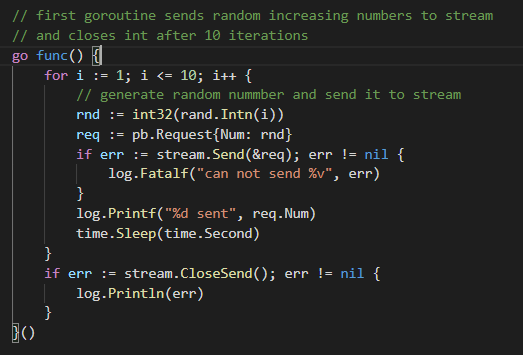 // first goroutine sends random increasing numbers to stream
// and closes int after 10 iterations
go func() {
    for i := 1; i <= 10; i++ {
        // generate random nummber and send it to stream
        rnd := int32(rand.Intn(i))
        req := pb.Request{Num: rnd}
        if err := stream.Send(&req); err != nil {
            log.Fatalf("can not send %v", err)
        }
        log.Printf("%d sent", req.Num)
        time.Sleep(time.Second)
    }
    if err := stream.CloseSend(); err != nil {
        log.Println(err)
    }
}()